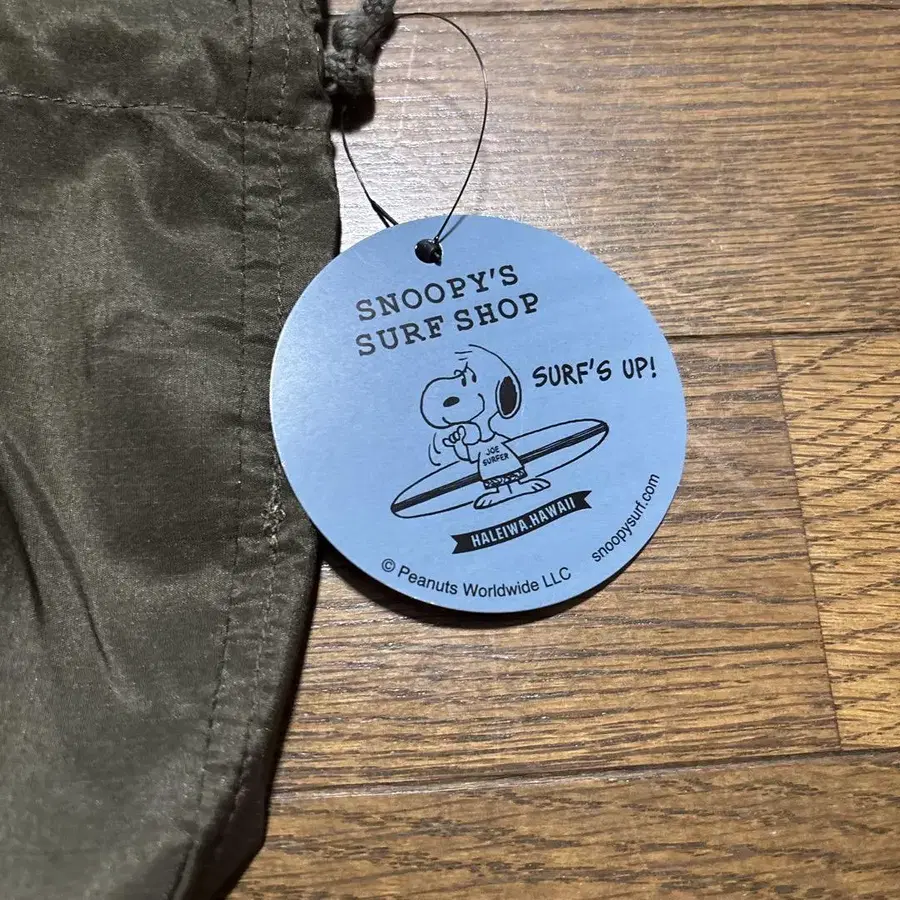 SNOOPY'S
SURF SHOP
SURF'S UP!
JOE
SURFER
HALEIWA.HAWAII
snoopysurf.com
© Peanuts Worldwide LLC